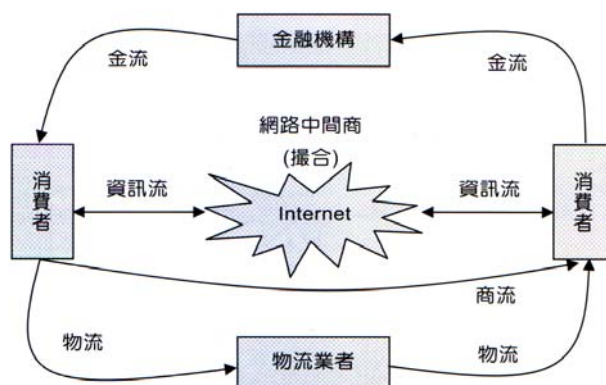 金融機構
金流
金流
網路中間商
(撮合)
消費者
資訊流
Internet
資訊流
消費者
商流
物流
物流業者
物流